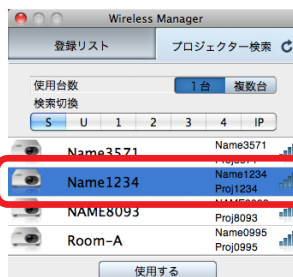 Wireless Manager
登録リスト プロジェクター検索
使用台数 1台 複数台
検索切換
S U 1 2 3 4 IP
Name3571 Name3571
Name1234 Name1234
Proj1234
NAME8093
Proj8093
Room-A Name0995
Proj0995
使用する